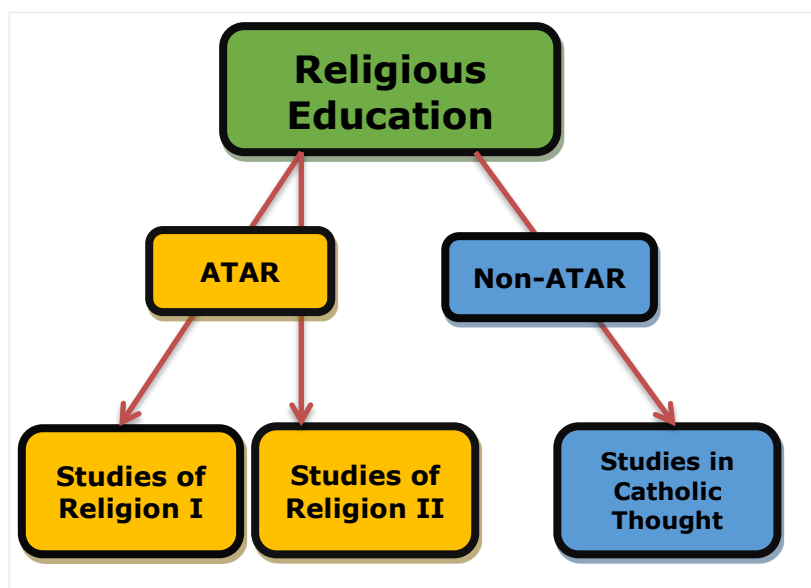 Religious
Education
ATAR
Non-ATAR
Studies of
Religion I
Studies of
Religion II
Studies in
Catholic
Thought